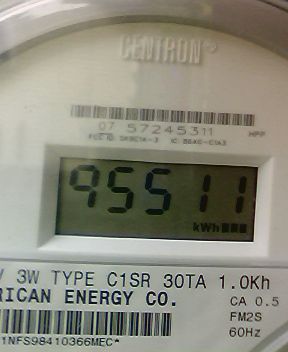 CENTRON®
07 57245311 HPP
95511
kWh
V 3W TYPE C1SR 30TA 1.0Kh
RICAN ENERGY CO. CA 0.5
FM2S
1NFS98410366MEC* 60Hz